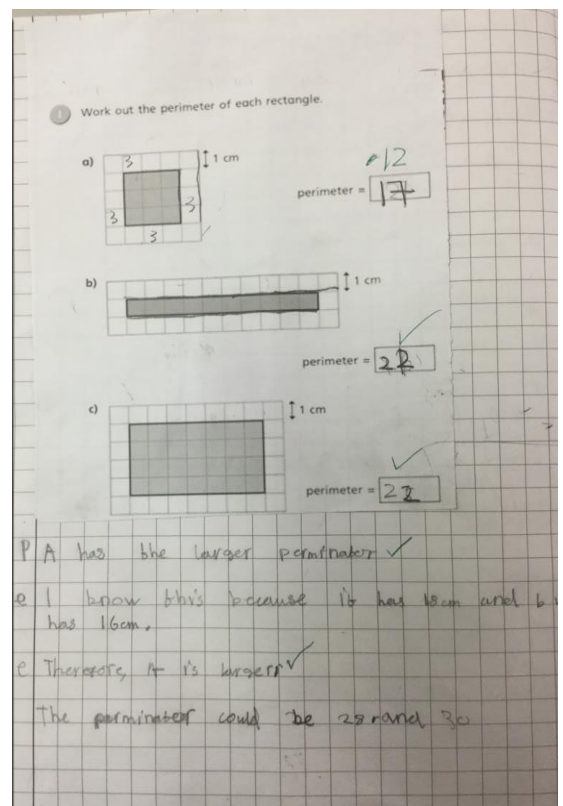 1 Work out the perimeter of each rectangle.
a) 3 1 cm 12
3 3 perimeter = 17
3
b) 1 cm
perimeter = 22
c) 1 cm
perimeter = 22
P A has the larger perminater
e I know this because it has 18cm and b
has 16cm.
e Therefore, it is larger
The perminater could be 28 and 30